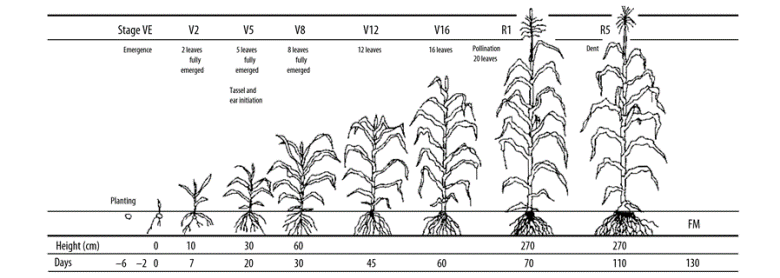 Stage VE V2 V5 V8 V12 V16 R1 R5
Emergence 2 leaves 5 leaves 8 leaves 12 leaves 16 leaves Pollination Dent
fully fully fully 20 leaves
emerged emerged emerged
Tassel and
ear initiation
Planting
FM
Height (cm) 0 10 30 60 270 270
Days –6 –2 0 7 20 30 45 60 70 110 130